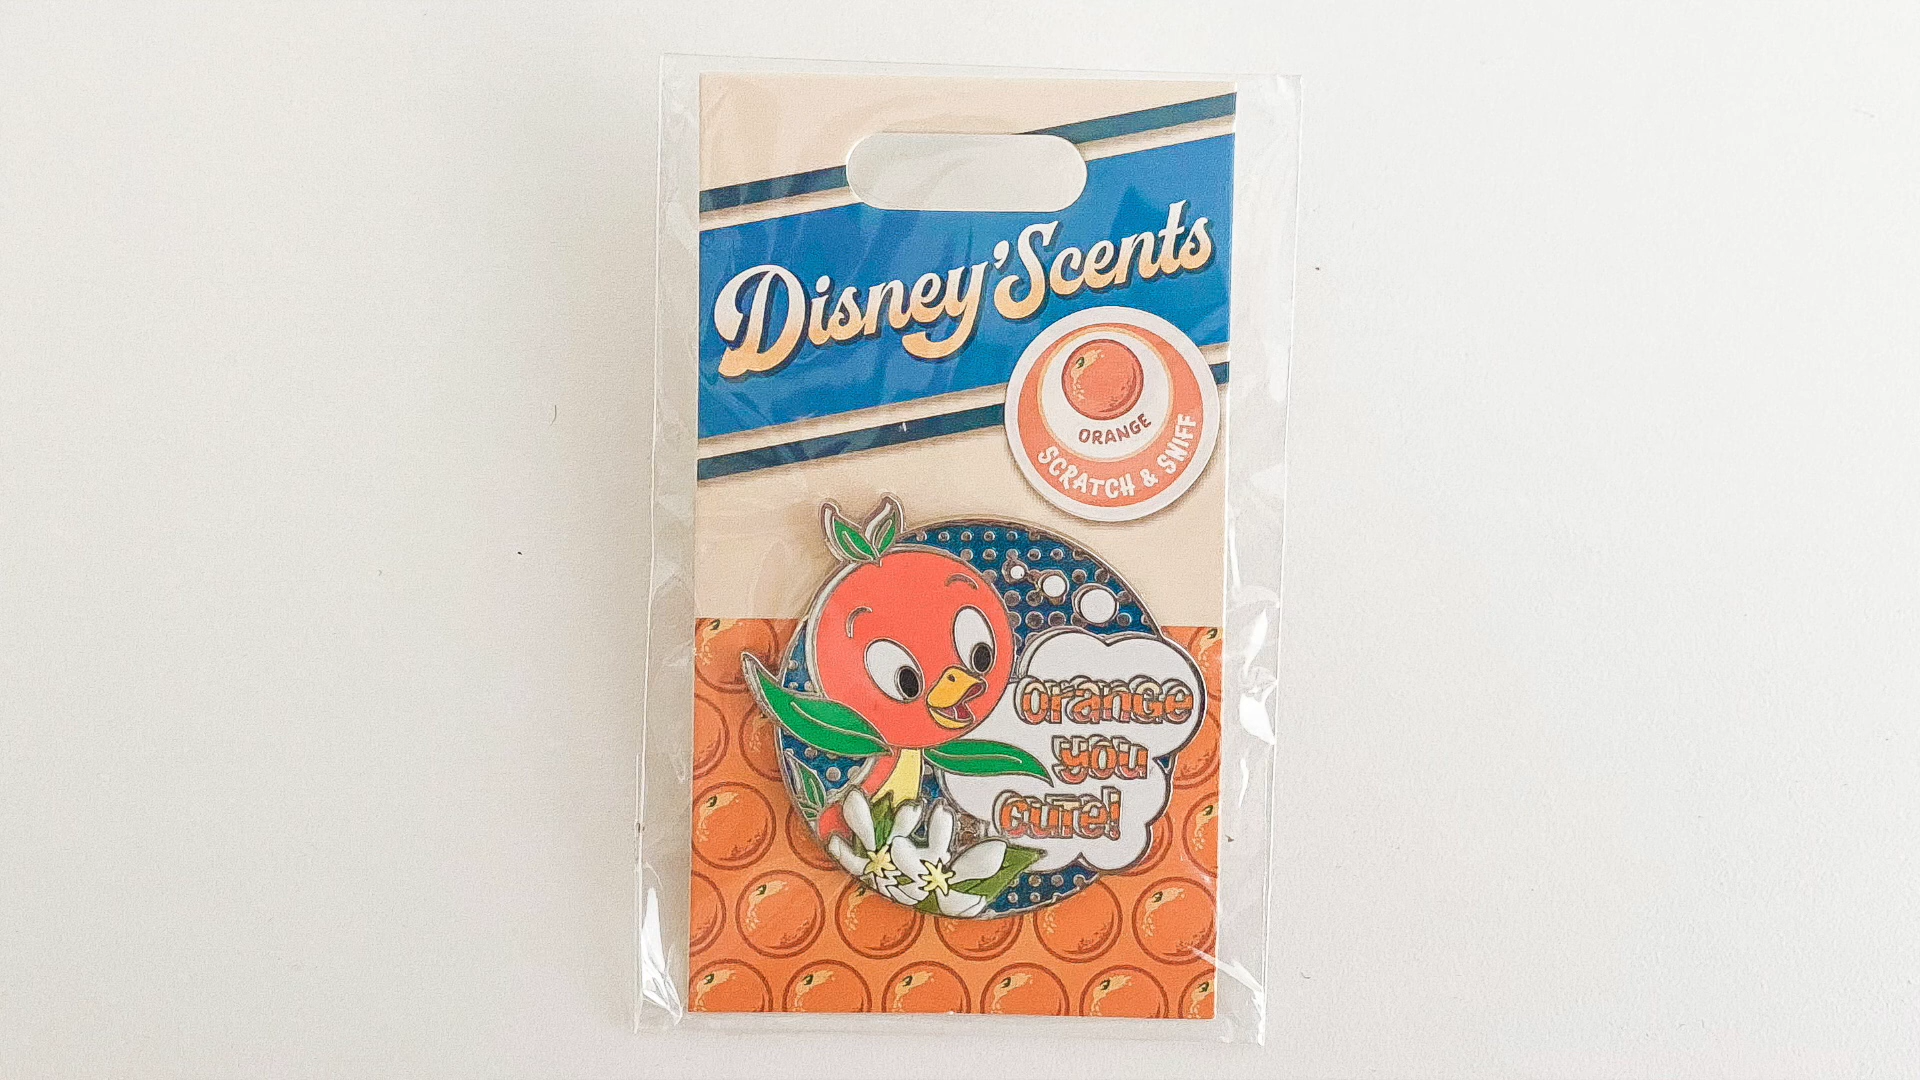 Disney'Scents
ORANGE
SCRATCH & SNIFF
orange
you
cute!